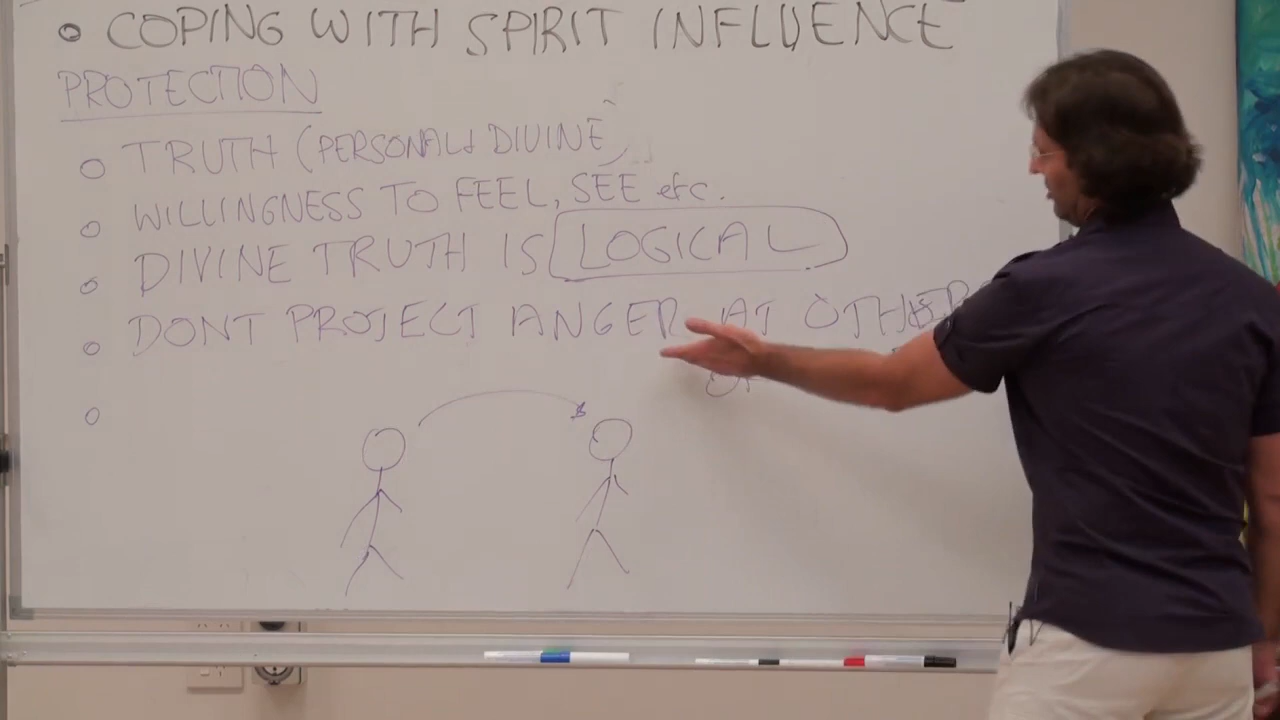 • COPING WITH SPIRIT INFLUENCE
PROTECTION
○ TRUTH (PERSONAL & DIVINE)
○ WILLINGNESS TO FEEL, SEE etc.
○ DIVINE TRUTH IS LOGICAL
○ DONT PROJECT ANGER AT OTHER
○